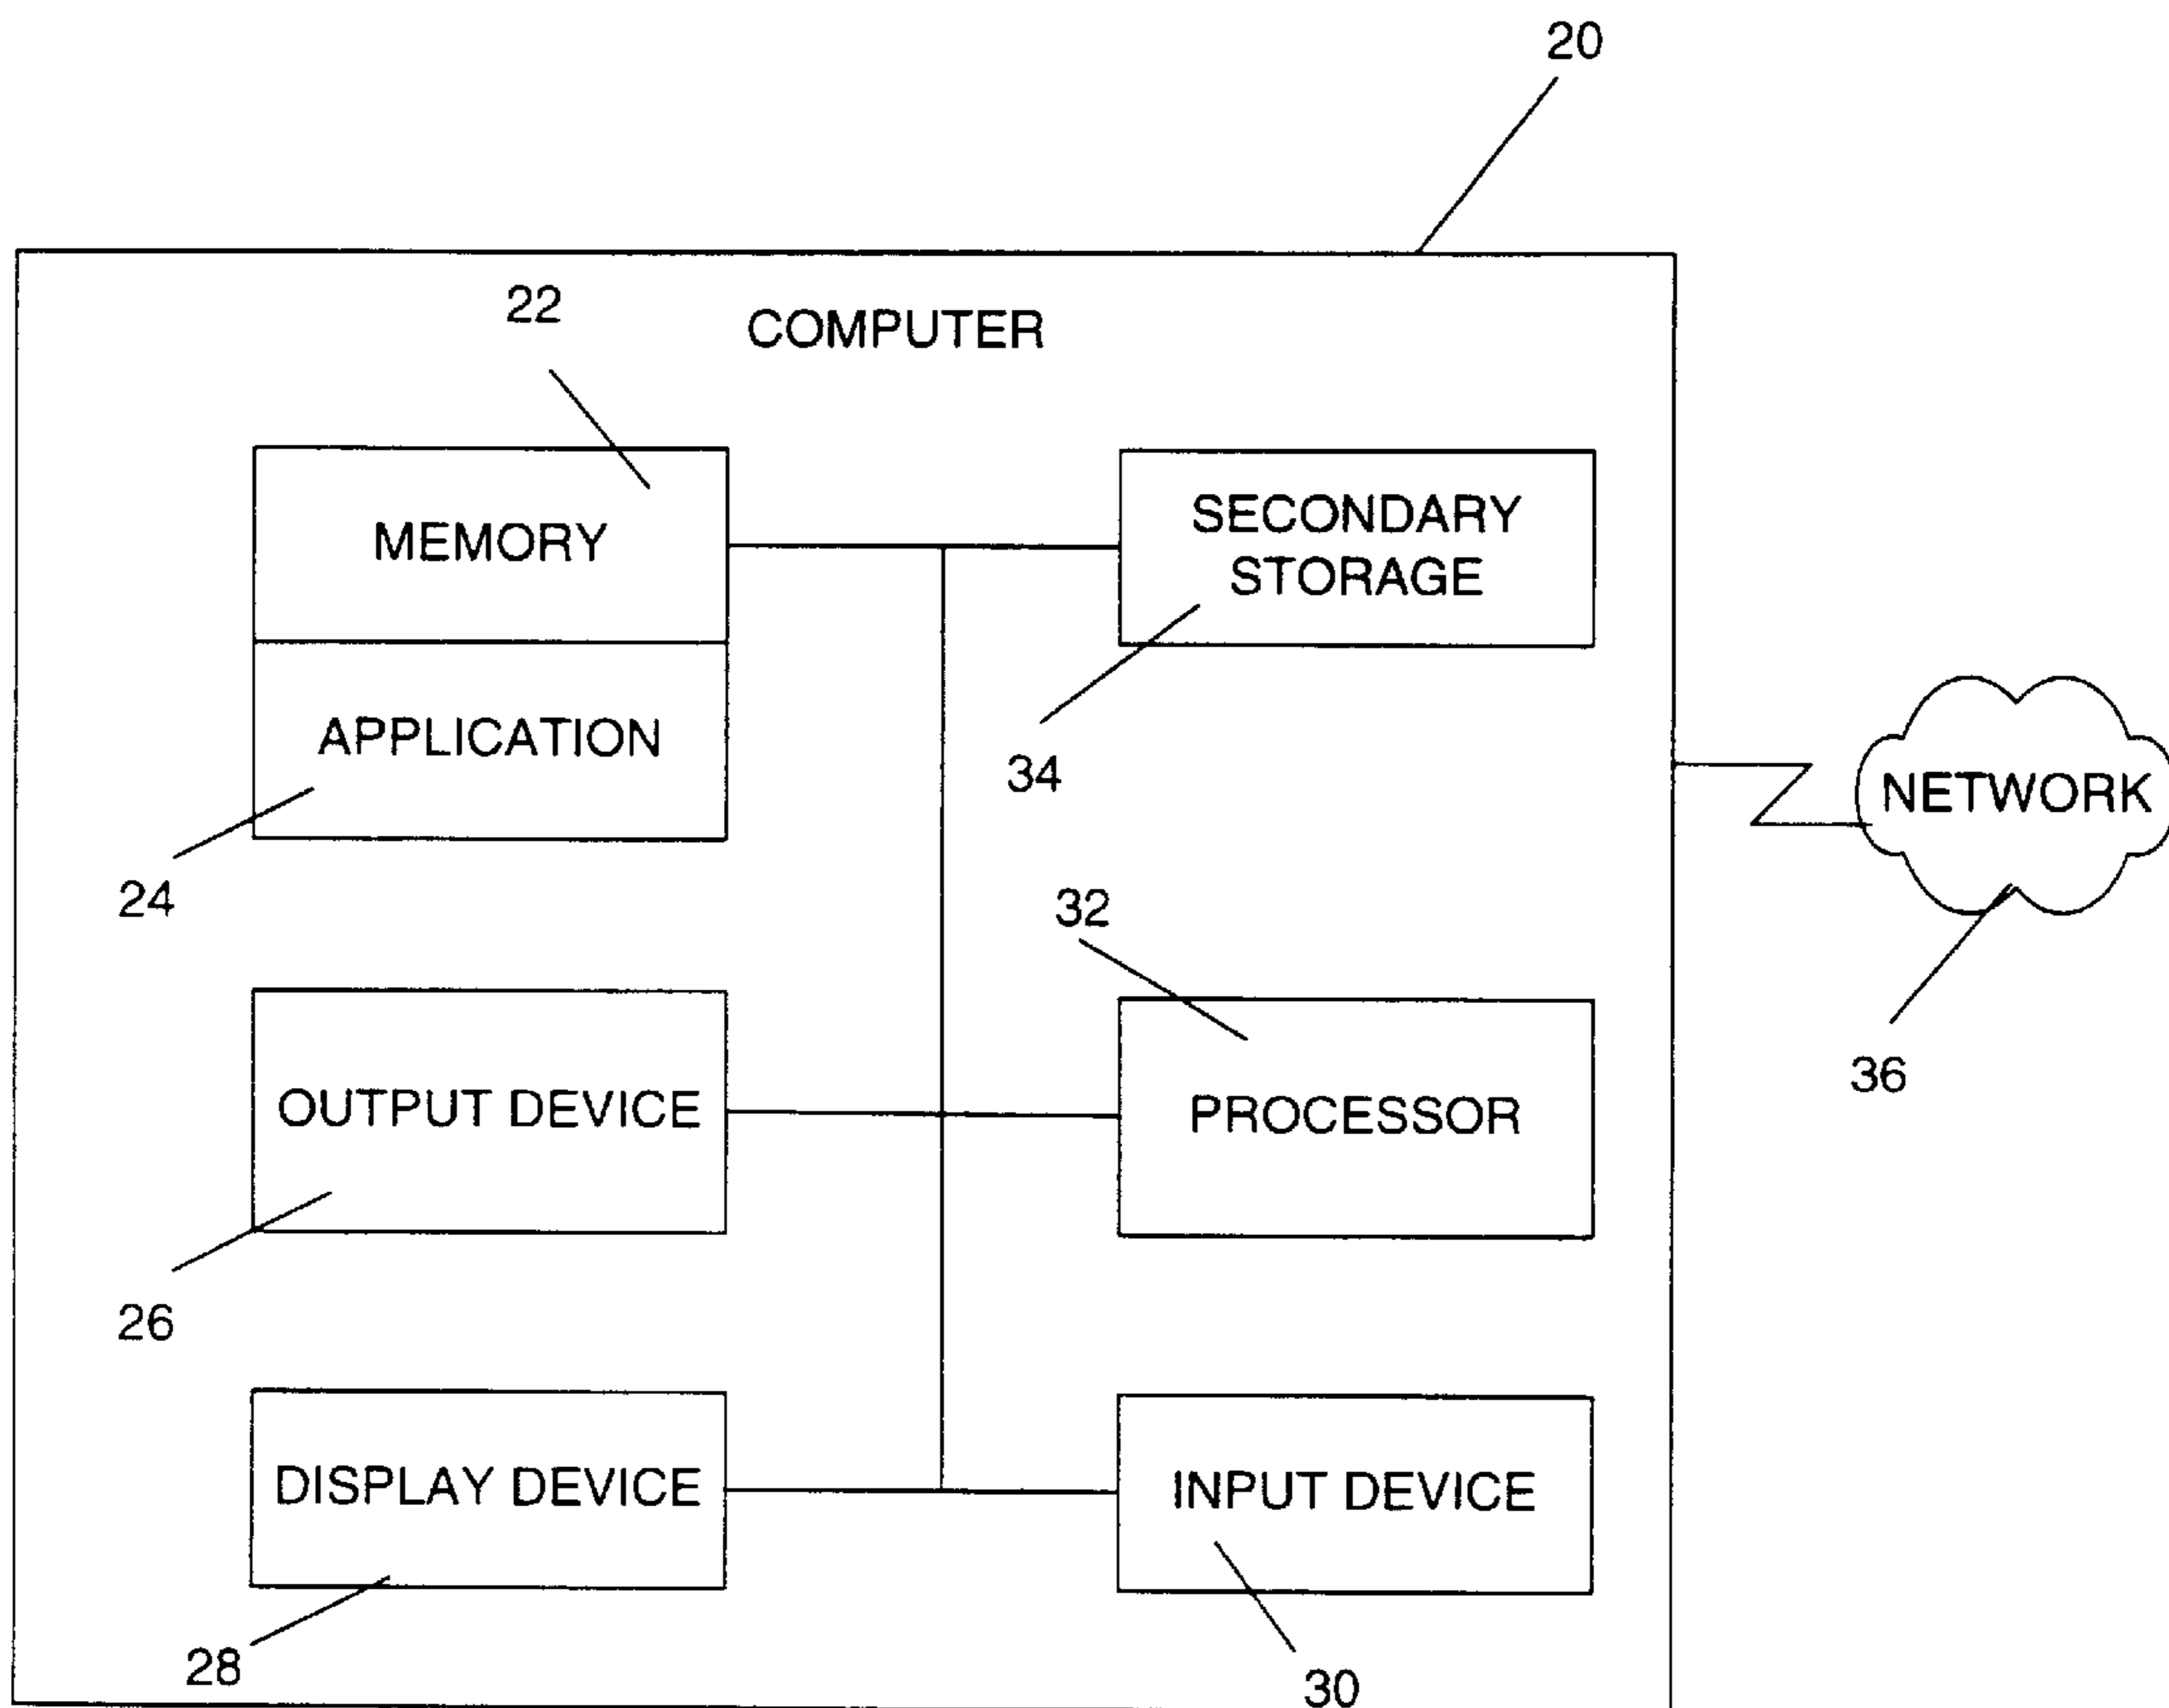 20
22
COMPUTER
MEMORY
SECONDARY
STORAGE
APPLICATION
34
NETWORK
24
32
36
OUTPUT DEVICE
PROCESSOR
26
DISPLAY DEVICE
INPUT DEVICE
28
30